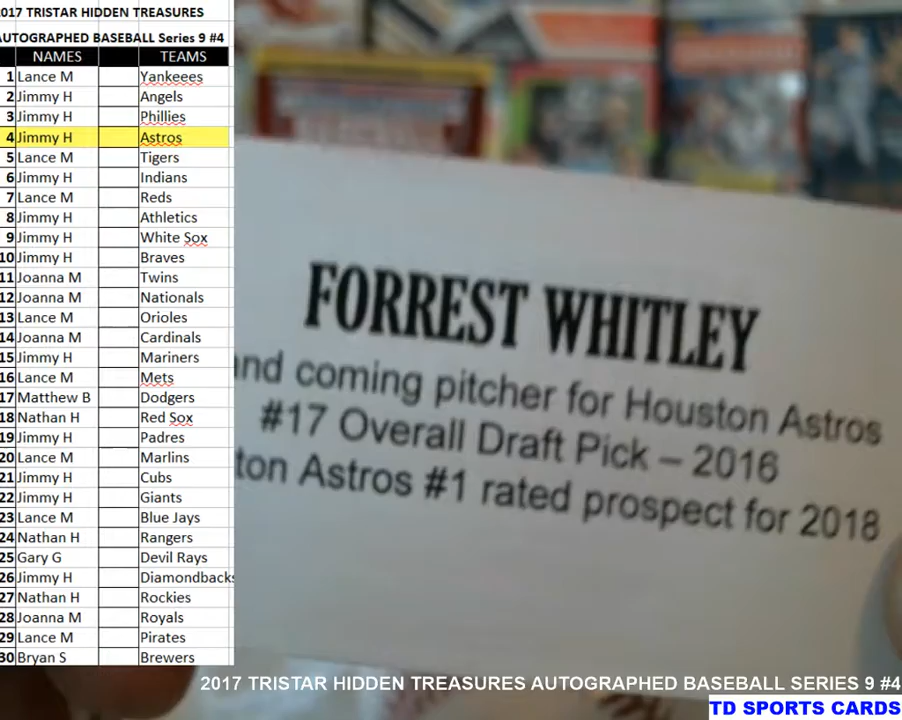 2017 TRISTAR HIDDEN TREASURES
AUTOGRAPHED BASEBALL Series 9 #4
NAMES TEAMS
1 Lance M Yankeees
2 Jimmy H Angels
3 Jimmy H Phillies
4 Jimmy H Astros
5 Lance M Tigers
6 Jimmy H Indians
7 Lance M Reds
8 Jimmy H Athletics
9 Jimmy H White Sox
10 Jimmy H Braves
11 Joanna M Twins
12 Joanna M Nationals
13 Lance M Orioles
14 Joanna M Cardinals
15 Jimmy H Mariners
16 Lance M Mets
17 Matthew B Dodgers
18 Nathan H Red Sox
19 Jimmy H Padres
20 Lance M Marlins
21 Jimmy H Cubs
22 Jimmy H Giants
23 Lance M Blue Jays
24 Nathan H Rangers
25 Gary G Devil Rays
26 Jimmy H Diamondbacks
27 Nathan H Rockies
28 Joanna M Royals
29 Lance M Pirates
30 Bryan S Brewers
FORREST WHITLEY
and coming pitcher for Houston Astros
#17 Overall Draft Pick – 2016
ton Astros #1 rated prospect for 2018
2017 TRISTAR HIDDEN TREASURES AUTOGRAPHED BASEBALL SERIES 9 #4
TD SPORTS CARDS